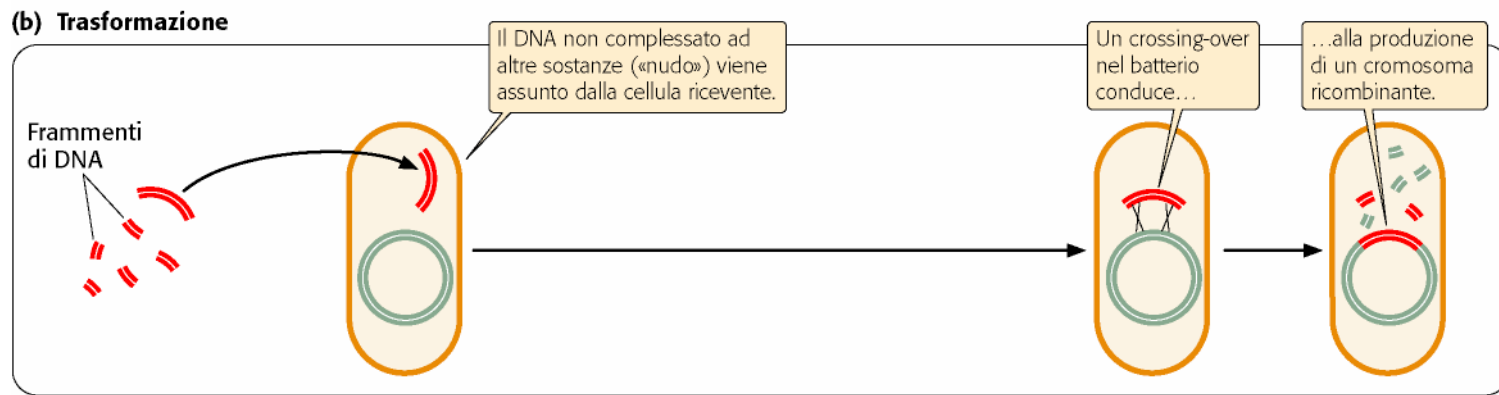 (b) Trasformazione
Il DNA non complessato ad
altre sostanze («nudo») viene
assunto dalla cellula ricevente.
Un crossing-over
nel batterio
conduce...
...alla produzione
di un cromosoma
ricombinante.
Frammenti
di DNA